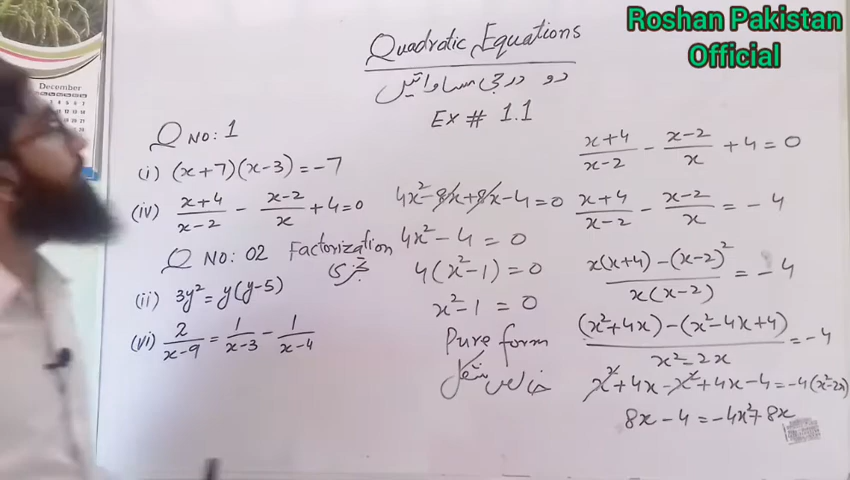 Roshan Pakistan
Official
December
Quadratic Equations
دو درجی مساواتیں
Ex # 1.1
Q No: 1
(i) (x+7)(x-3) = -7
(iv) x+4/x-2 - x-2/x + 4 = 0
Q No: 02 Factorization
تجزی
(ii) 3y² = y(y-5)
(vi) 2/x-9 = 1/x-3 - 1/x-4
4x² - 8x + 8x - 4 = 0
4x² - 4 = 0
4(x² - 1) = 0
x² - 1 = 0
Pure form
خالص شکل
x+4/x-2 - x-2/x + 4 = 0
x+4/x-2 - x-2/x = -4
x(x+4) - (x-2)²/x(x-2) = -4
(x²+4x) - (x²-4x+4)/x²-2x = -4
x² + 4x - x² + 4x - 4 = -4(x²-2x)
8x - 4 = -4x² + 8x